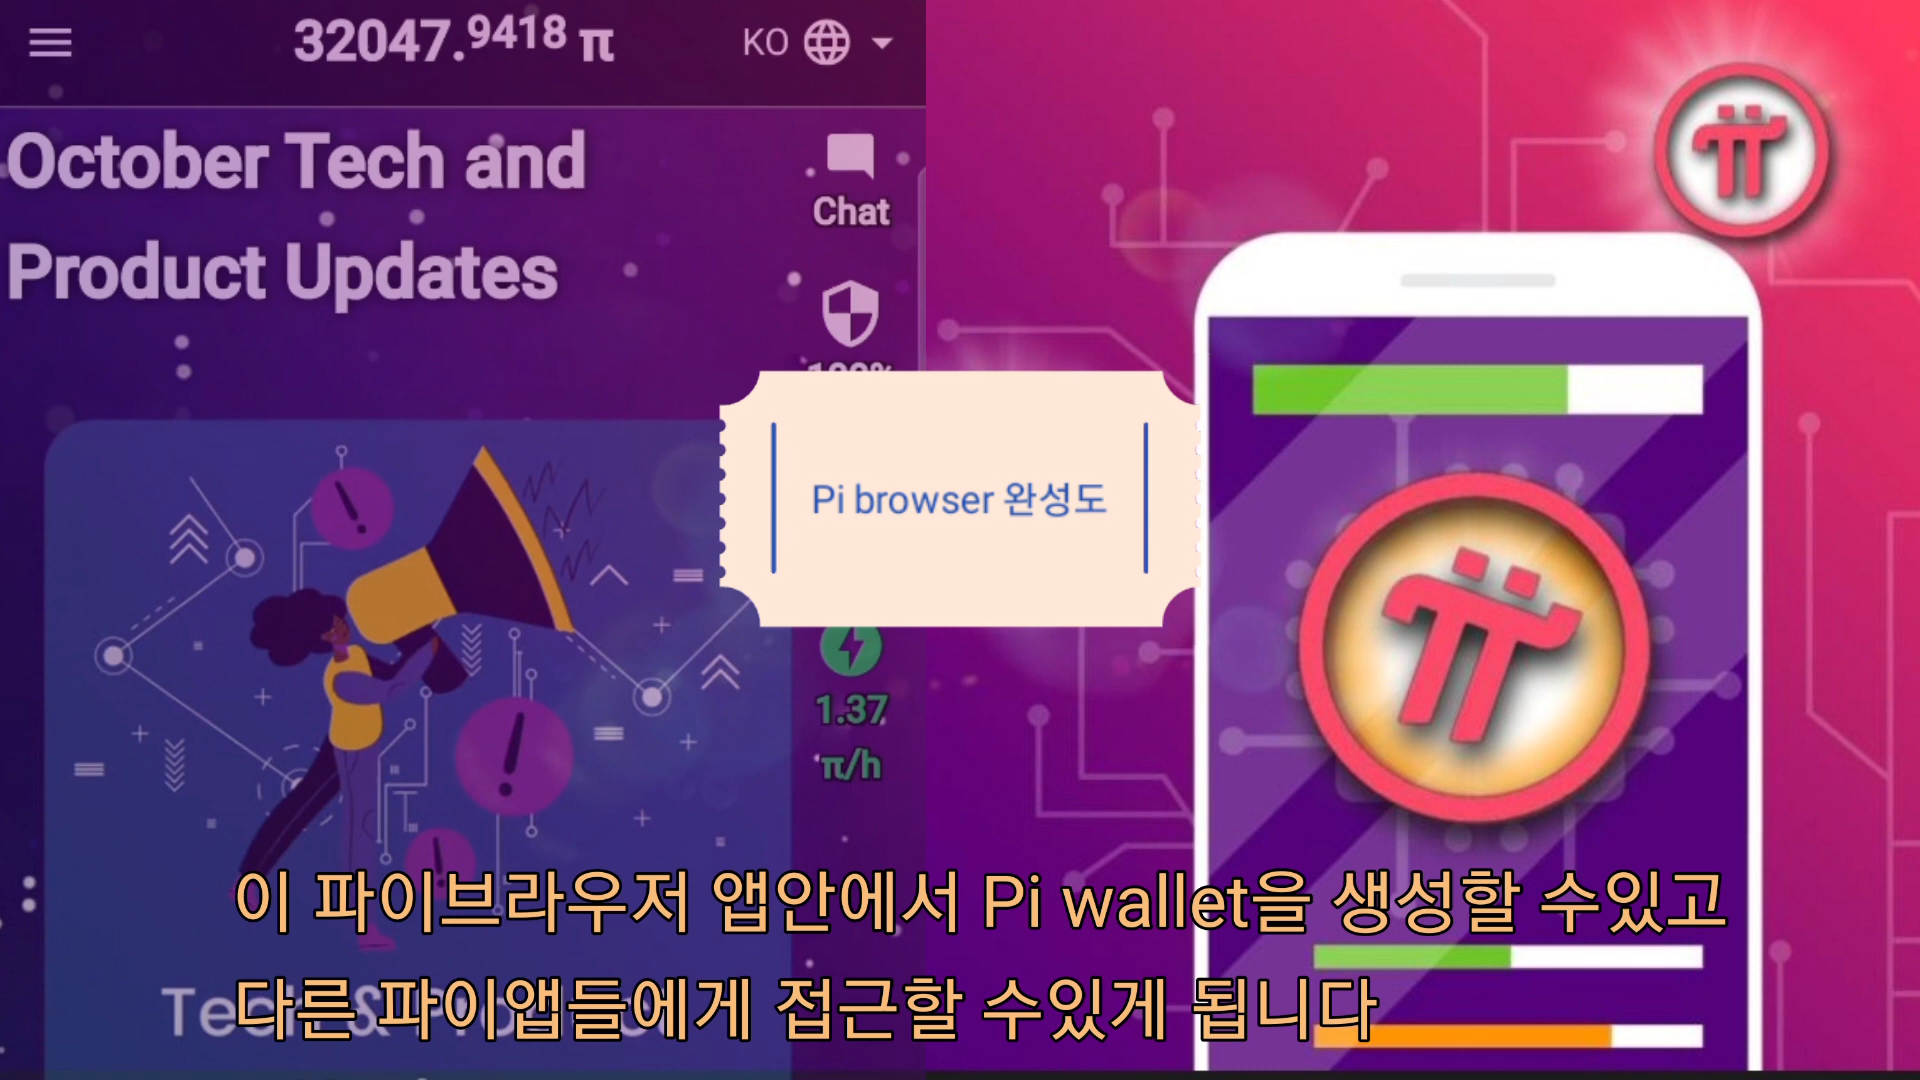 32047.9418 π
KO
October Tech and
Product Updates
Chat
100%
Pi browser 완성도
1.37
π/h
이 파이브라우저 앱안에서 Pi wallet을 생성할 수있고
다른 파이앱들에게 접근할 수있게 됩니다